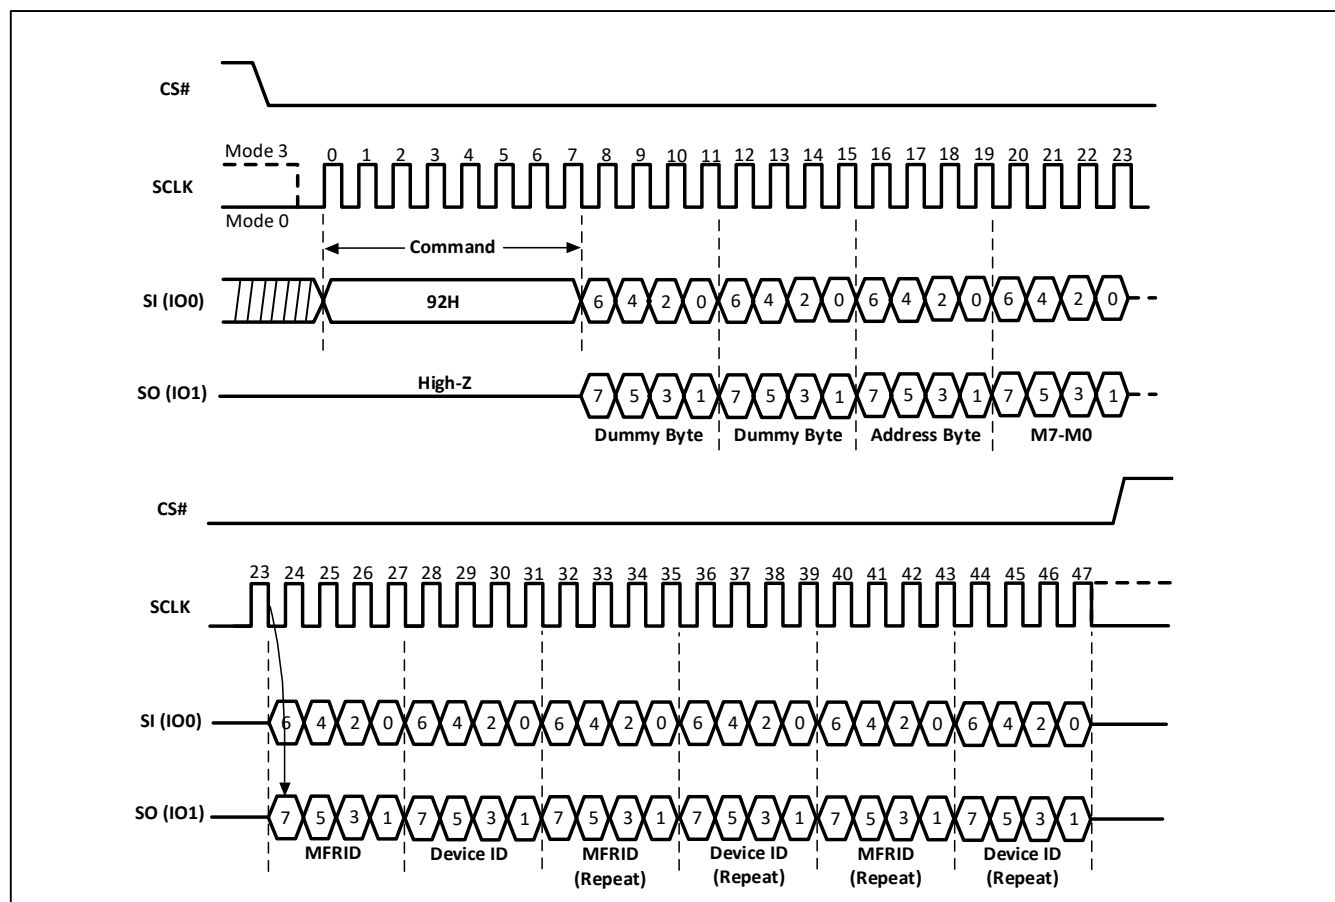 CS#
Mode 3
0 1 2 3 4 5 6 7 8 9 10 11 12 13 14 15 16 17 18 19 20 21 22 23
SCLK
Mode 0
Command
SI (IO0)
92H
6 4 2 0 6 4 2 0 6 4 2 0 6 4 2 0
High-Z
SO (IO1)
7 5 3 1 7 5 3 1 7 5 3 1 7 5 3 1
Dummy Byte Dummy Byte Address Byte M7-M0
CS#
23 24 25 26 27 28 29 30 31 32 33 34 35 36 37 38 39 40 41 42 43 44 45 46 47
SCLK
SI (IO0)
6 4 2 0 6 4 2 0 6 4 2 0 6 4 2 0 6 4 2 0 6 4 2 0
SO (IO1)
7 5 3 1 7 5 3 1 7 5 3 1 7 5 3 1 7 5 3 1 7 5 3 1
MFRID Device ID MFRID Device ID MFRID Device ID
(Repeat) (Repeat) (Repeat) (Repeat)